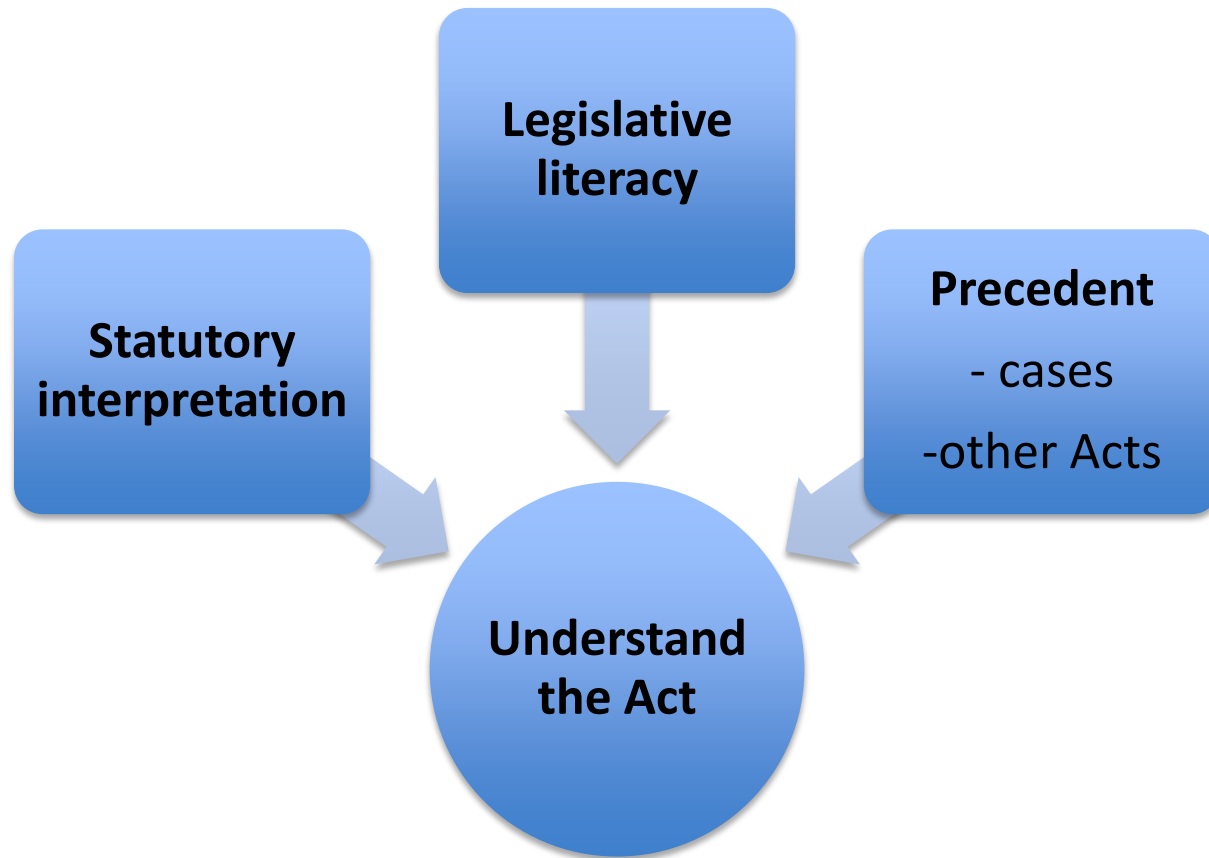 Legislative
literacy
Statutory
interpretation
Precedent
- cases
-other Acts
Understand
the Act